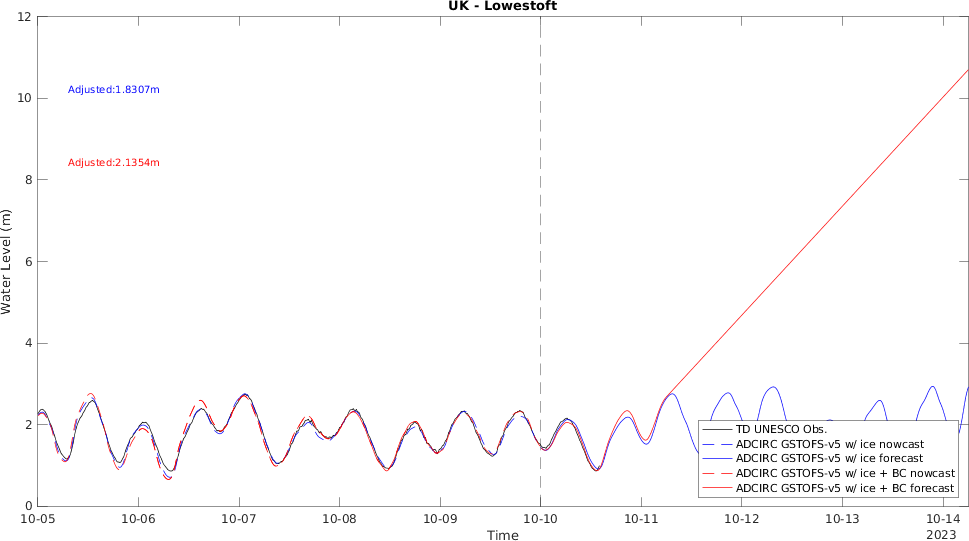 UK - Lowestoft
12
10
8
6
4
2
0
Water Level (m)
Adjusted:1.8307m
Adjusted:2.1354m
TD UNESCO Obs.
ADCIRC GSTOFS-v5 w/ ice nowcast
ADCIRC GSTOFS-v5 w/ ice forecast
ADCIRC GSTOFS-v5 w/ ice + BC nowcast
ADCIRC GSTOFS-v5 w/ ice + BC forecast
10-05 10-06 10-07 10-08 10-09 10-10 10-11 10-12 10-13 10-14
Time 2023